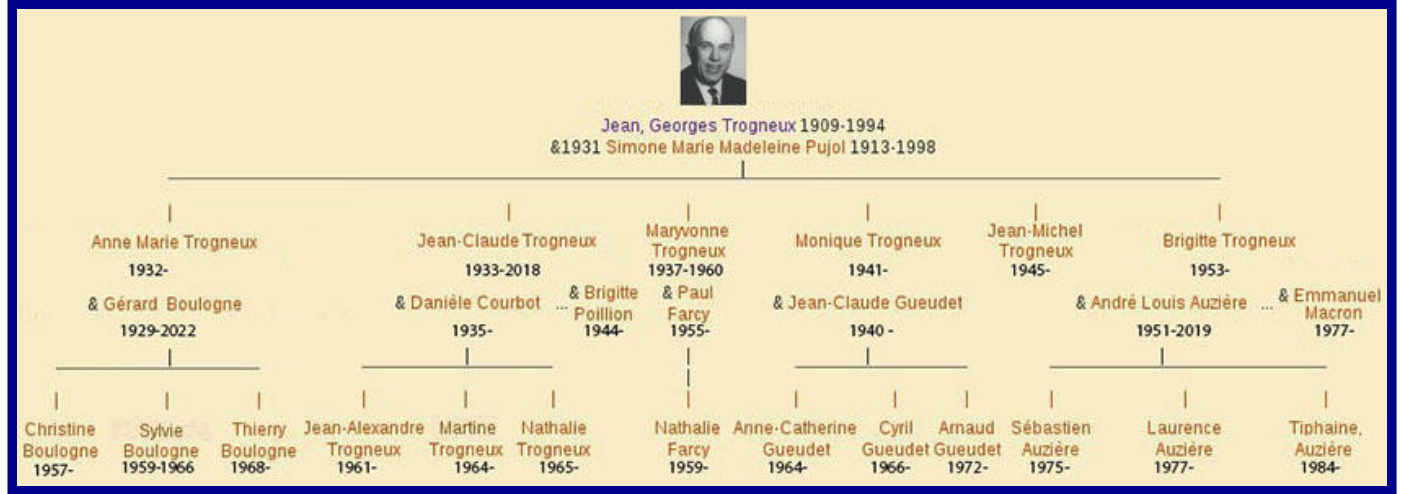 Jean, Georges Trogneux 1909-1994
&1931 Simone Marie Madeleine Pujol 1913-1998
Anne Marie Trogneux
1932-
& Gérard Boulogne
1929-2022
Jean-Claude Trogneux
1933-2018
& Danièle Courbot
1935-
... & Brigitte
Poillion
1944-
Maryvonne
Trogneux
1937-1960
& Paul
Farcy
1955-
Monique Trogneux
1941-
& Jean-Claude Gueudet
1940 -
Jean-Michel
Trogneux
1945-
Brigitte Trogneux
1953-
& André Louis Auzière
1951-2019
... & Emmanuel
Macron
1977-
Christine
Boulogne
1957-
Sylvie
Boulogne
1959-1966
Thierry
Boulogne
1968-
Jean-Alexandre
Trogneux
1961-
Martine
Trogneux
1964-
Nathalie
Trogneux
1965-
Nathalie
Farcy
1959-
Anne-Catherine
Gueudet
1964-
Cyril
Gueudet
1966-
Arnaud
Gueudet
1972-
Sébastien
Auzière
1975-
Laurence
Auzière
1977-
Tiphaine,
Auzière
1984-